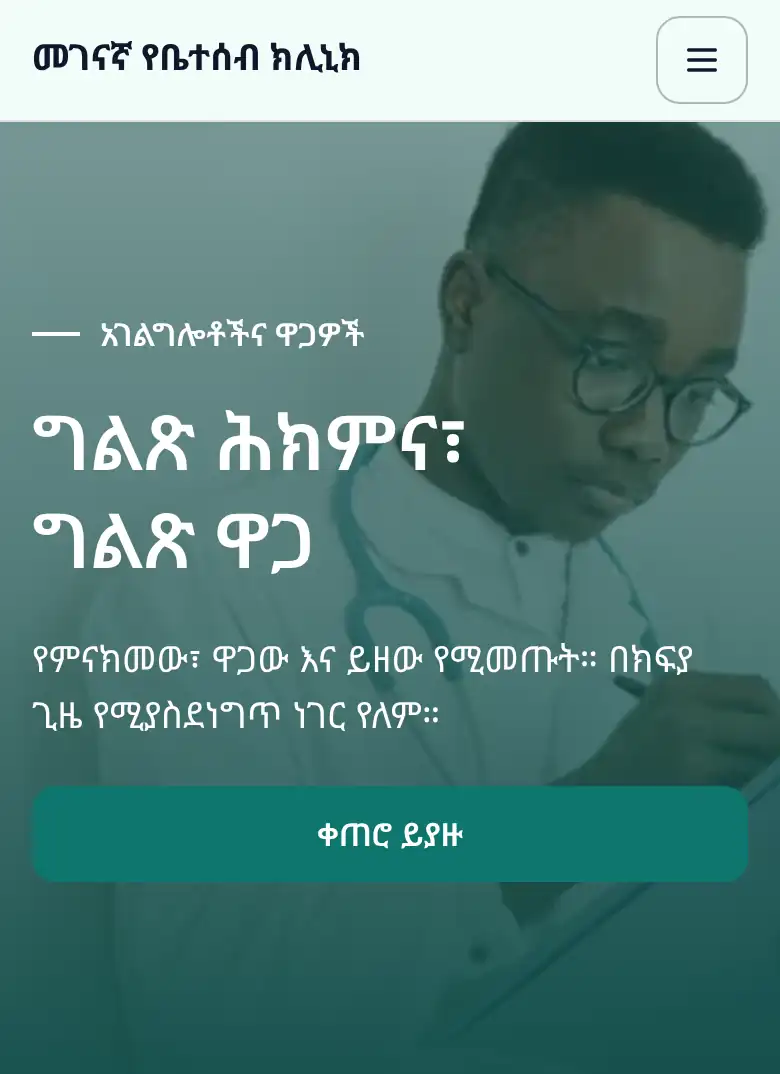 መገናኛ የቤተሰብ ክሊኒክ
አገልግሎቶችና ዋጋዎች
ግልጽ ሕክምና፣
ግልጽ ዋጋ
የምናክመው፣ ዋጋው እና ይዘው የሚመጡት። በክፍያ
ጊዜ የሚያስደነግጥ ነገር የለም።
ቀጠሮ ይያዙ